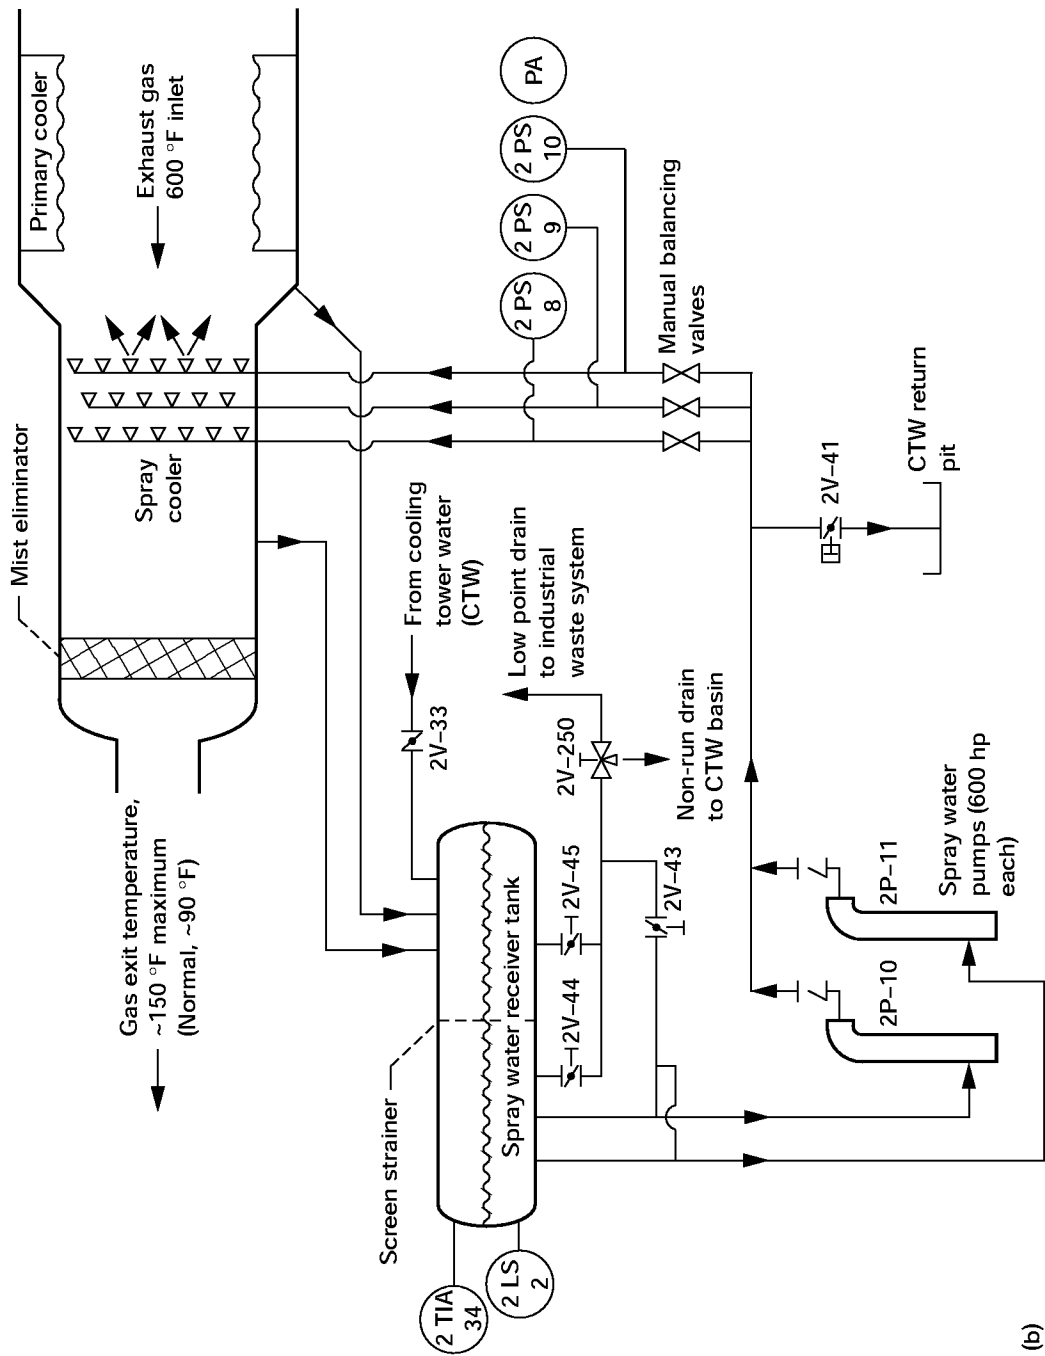 Primary cooler
Exhaust gas
600 °F inlet
Mist eliminator
Spray
cooler
Gas exit temperature,
~150 °F maximum
(Normal, ~90 °F)
PA
2 PS
10
2 PS
9
2 PS
8
Manual balancing
valves
From cooling
tower water
(CTW)
2V–33
Low point drain
to industrial
waste system
2V–250
Non-run drain
to CTW basin
Screen strainer
Spray water receiver tank
2V–45
2V–44
2V–43
2 TIA
34
2 LS
2
2V–41
CTW return
pit
2P–11
2P–10
Spray water
pumps (600 hp
each)
(b)